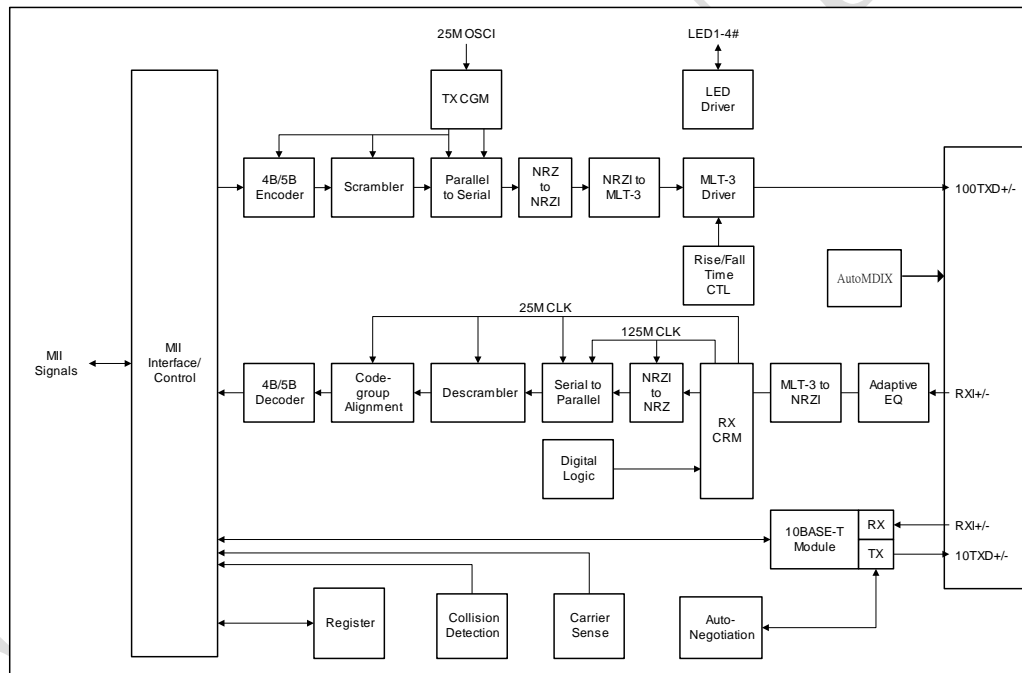 25M OSCI
LED1-4#
TX CGM
LED
Driver
4B/5B
Encoder
Scrambler
Parallel
to Serial
NRZ
to
NRZI
NRZI to
MLT-3
MLT-3
Driver
100TXD+/-
Rise/Fall
Time
CTL
AutoMDIX
25M CLK
125M CLK
MII
Signals
MII
Interface/
Control
4B/5B
Decoder
Code-
group
Alignment
Descrambler
Serial to
Parallel
NRZI
to
NRZ
RX
CRM
MLT-3 to
NRZI
Adaptive
EQ
RXI+/-
Digital
Logic
10BASE-T
Module
RX
TX
RXI+/-
10TXD+/-
Register
Collision
Detection
Carrier
Sense
Auto-
Negotiation